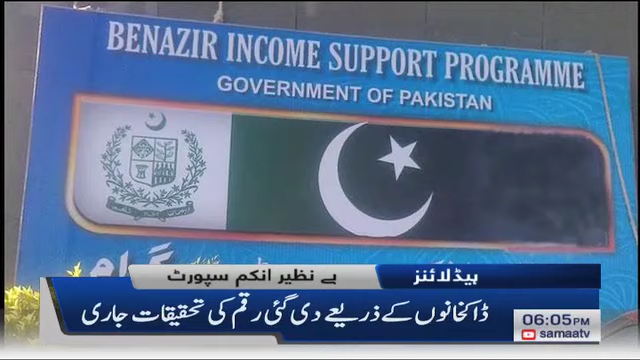 BENAZIR INCOME SUPPORT PROGRAMME
GOVERNMENT OF PAKISTAN
بے نظیر انکم سپورٹ
ہیڈلائنز
ڈاکخانوں کے ذریعے دی گئی رقم کی تحقیقات جاری
06:05PM
samaatv